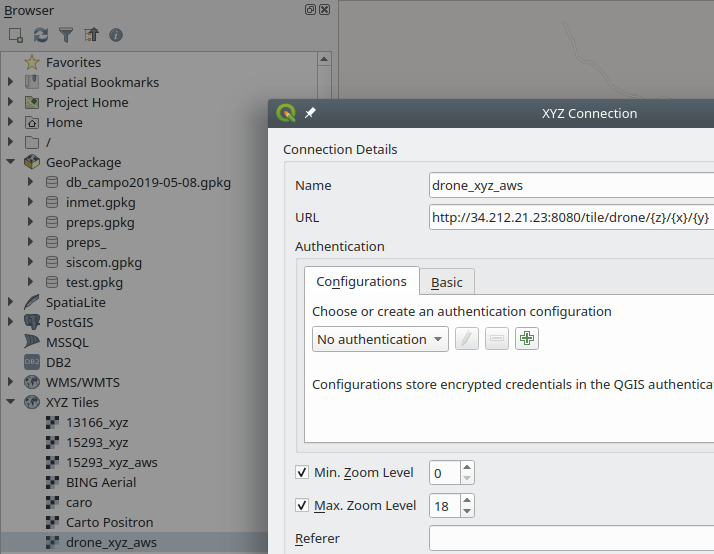 Browser
Favorites
Spatial Bookmarks
Project Home
Home
/
GeoPackage
db_campo2019-05-08.gpkg
inmet.gpkg
preps.gpkg
preps_
siscom.gpkg
test.gpkg
SpatiaLite
PostGIS
MSSQL
DB2 DB2
WMS/WMTS
XYZ Tiles
13166_xyz
15293_xyz
15293_xyz_aws
BING Aerial
caro
Carto Positron
drone_xyz_aws
XYZ Connection
Connection Details
Name drone_xyz_aws
URL http://34.212.21.23:8080/tile/drone/{z}/{x}/{y}
Authentication
Configurations Basic
Choose or create an authentication configuration
No authentication
Configurations store encrypted credentials in the QGIS authentica
Min. Zoom Level 0
Max. Zoom Level 18
Referer